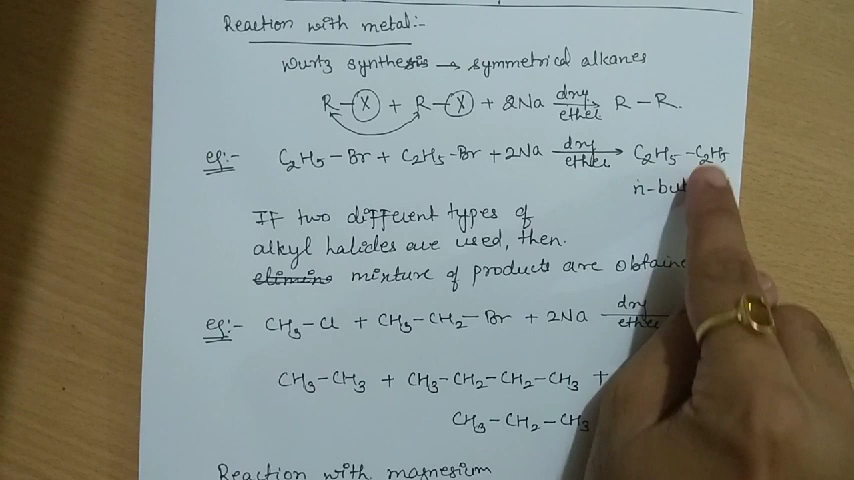 Reaction with metal:-
Wurtz synthesis → symmetrical alkanes
R-X + R-X + 2Na dry ether → R-R.
eg:- C2H5-Br + C2H5-Br + 2Na dry ether → C2H5-C2H5
n-but
If two different types of
alkyl halides are used, then.
mixture of products are obtaine
eg:- CH3-Cl + CH3-CH2-Br + 2Na dry ether
CH3-CH3 + CH3-CH2-CH2-CH3 +
CH3-CH2-CH3
Reaction with magnesium